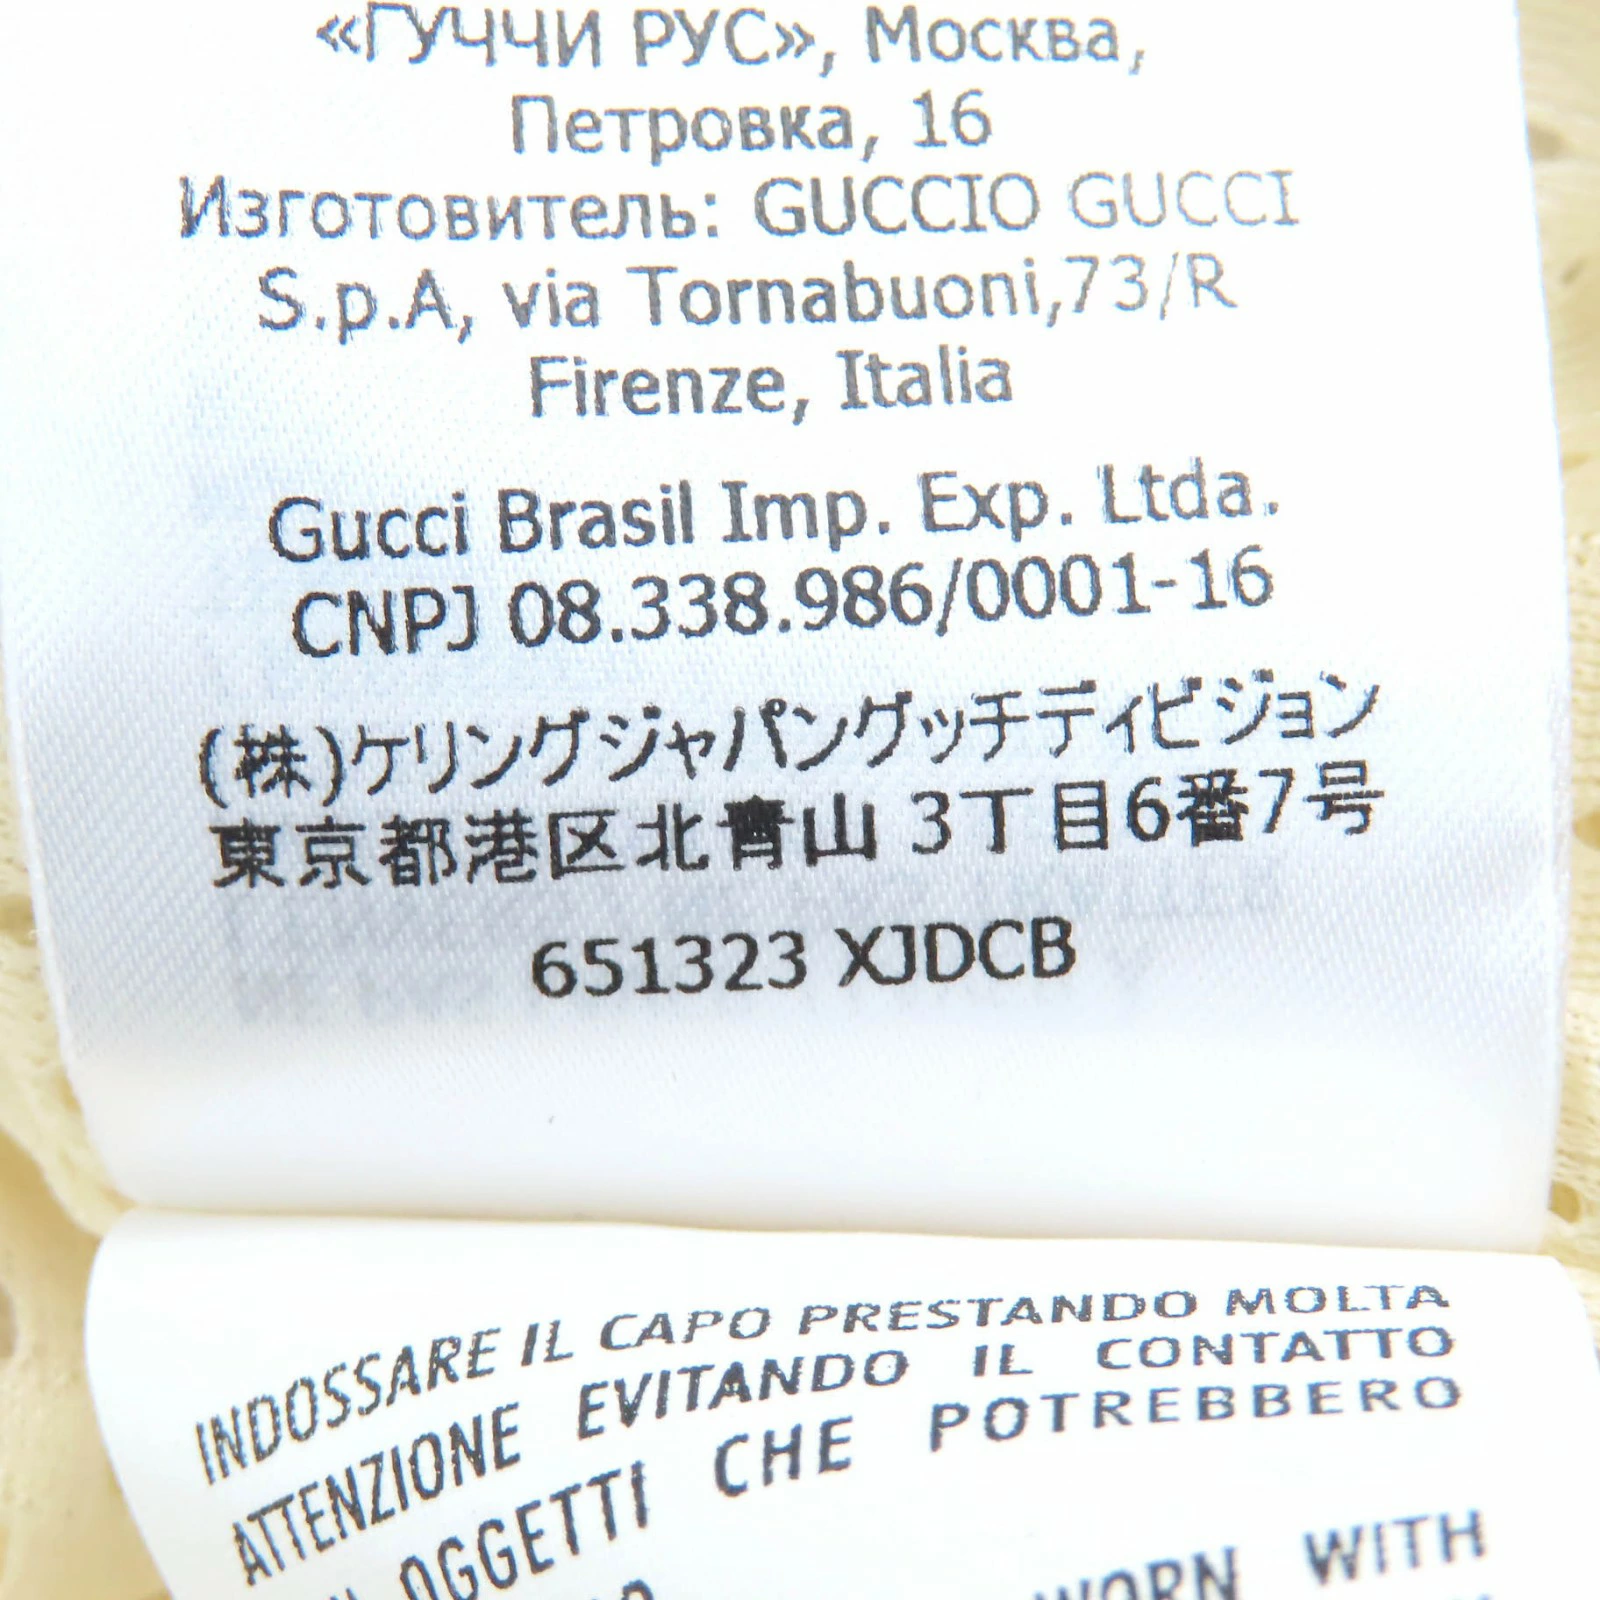 «ГУЧЧИ РУС», Москва,
Петровка, 16
Изготовитель: GUCCIO GUCCI
S.p.A, via Tornabuoni,73/R
Firenze, Italia
Gucci Brasil Imp. Exp. Ltda.
CNPJ 08.338.986/0001-16
(株)ケリングジャパングッチディビジョン
東京都港区北青山 3丁目6番7号
651323 XJDCB
INDOSSARE IL CAPO PRESTANDO MOLTA
ATTENZIONE EVITANDO IL CONTATTO
OGGETTI CHE POTREBBERO
WORN WITH